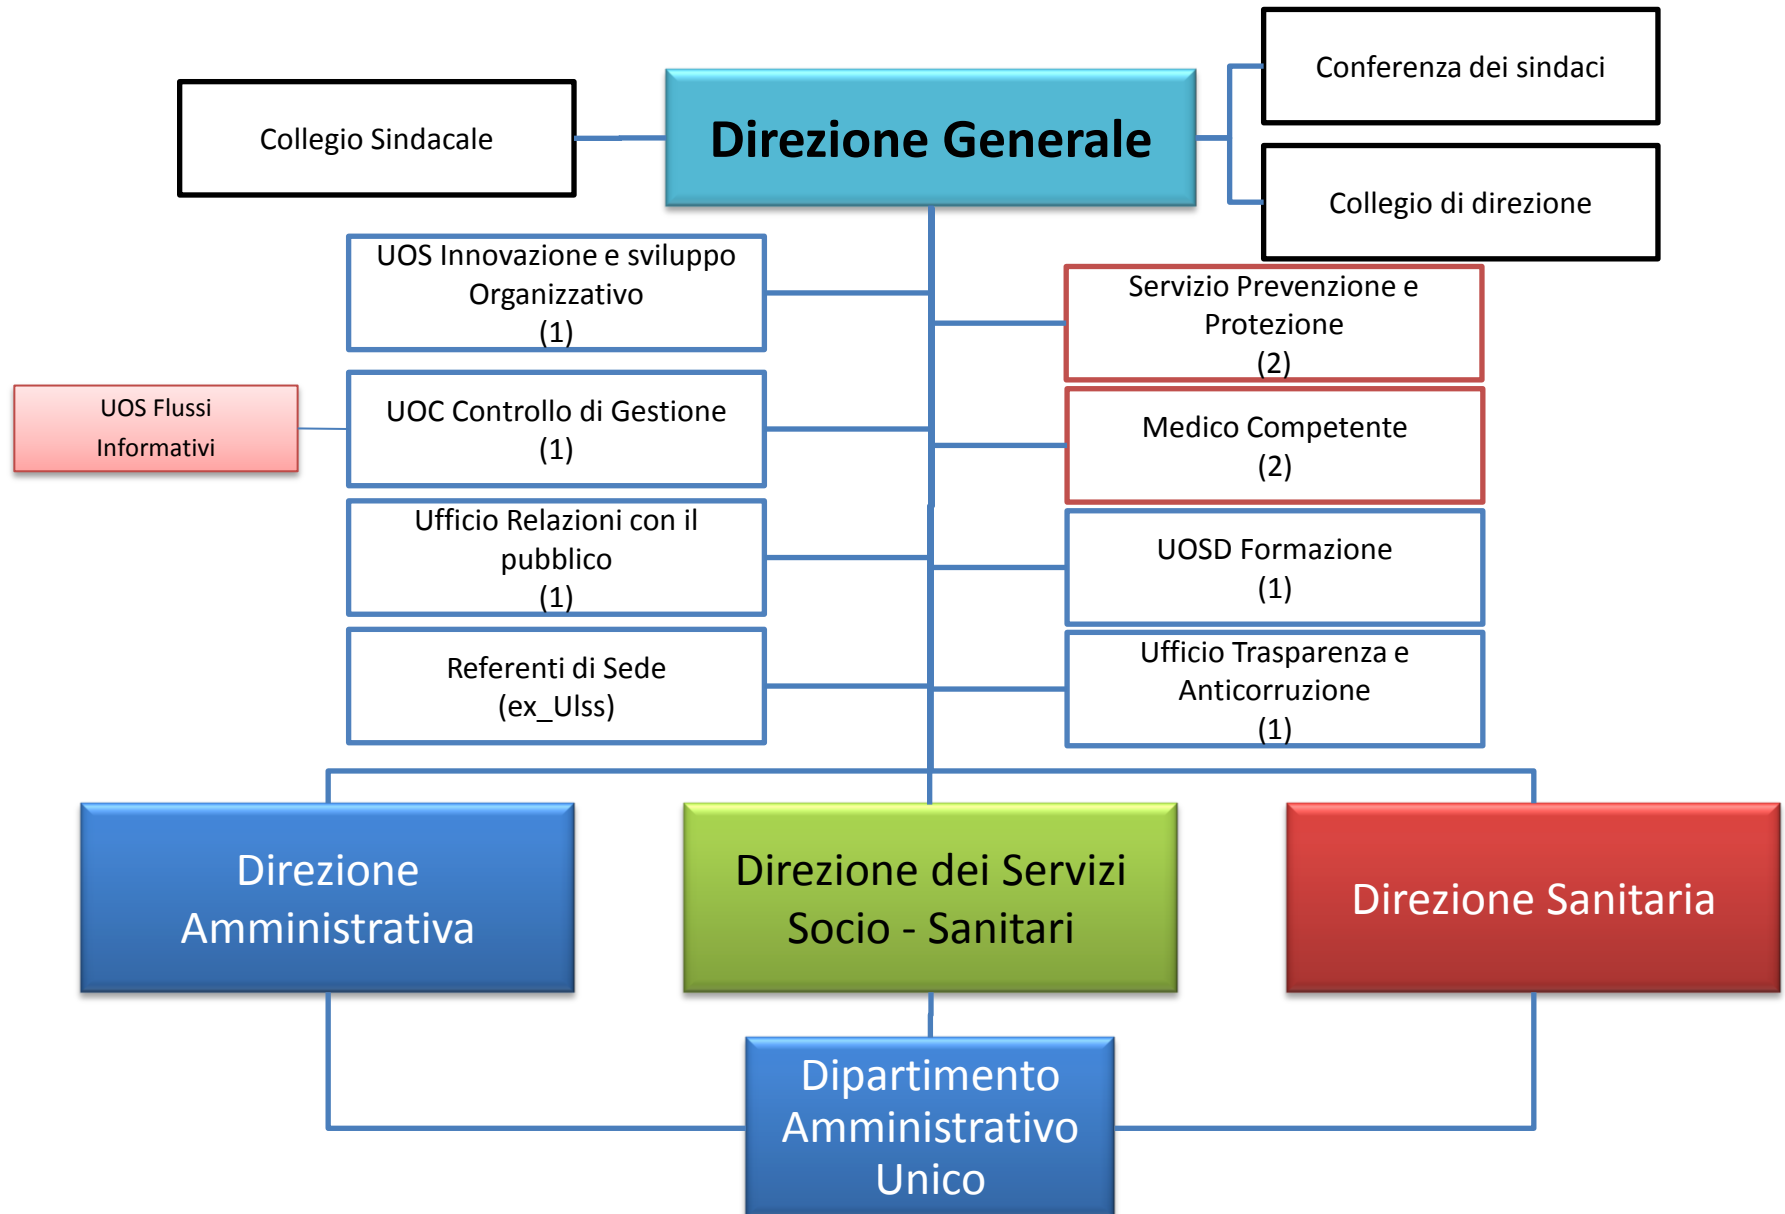 Conferenza dei sindaci
Collegio Sindacale
Direzione Generale
Collegio di direzione
UOS Innovazione e sviluppo
Organizzativo
(1)
Servizio Prevenzione e
Protezione
(2)
UOS Flussi
Informativi
UOC Controllo di Gestione
(1)
Medico Competente
(2)
Ufficio Relazioni con il
pubblico
(1)
UOSD Formazione
(1)
Referenti di Sede
(ex_Ulss)
Ufficio Trasparenza e
Anticorruzione
(1)
Direzione
Amministrativa
Direzione dei Servizi
Socio - Sanitari
Direzione Sanitaria
Dipartimento
Amministrativo
Unico